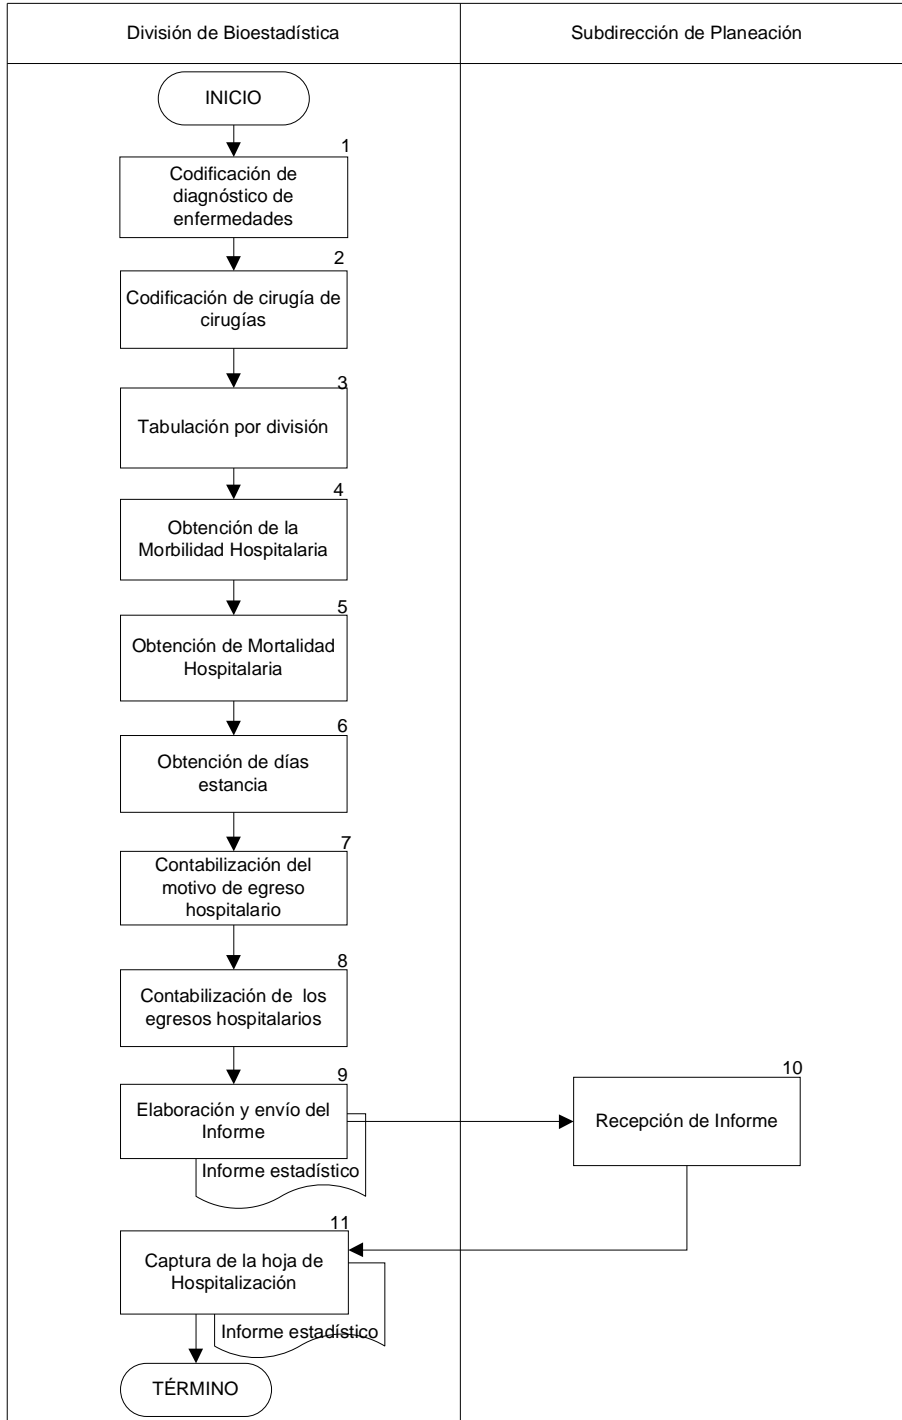 División de Bioestadística
Subdirección de Planeación
INICIO
1
Codificación de
diagnóstico de
enfermedades
2
Codificación de cirugía de
cirugías
3
Tabulación por división
4
Obtención de la
Morbilidad Hospitalaria
5
Obtención de Mortalidad
Hospitalaria
6
Obtención de días
estancia
7
Contabilización del
motivo de egreso
hospitalario
8
Contabilización de los
egresos hospitalarios
9
Elaboración y envío del
Informe
Informe estadístico
10
Recepción de Informe
11
Captura de la hoja de
Hospitalización
Informe estadístico
TÉRMINO